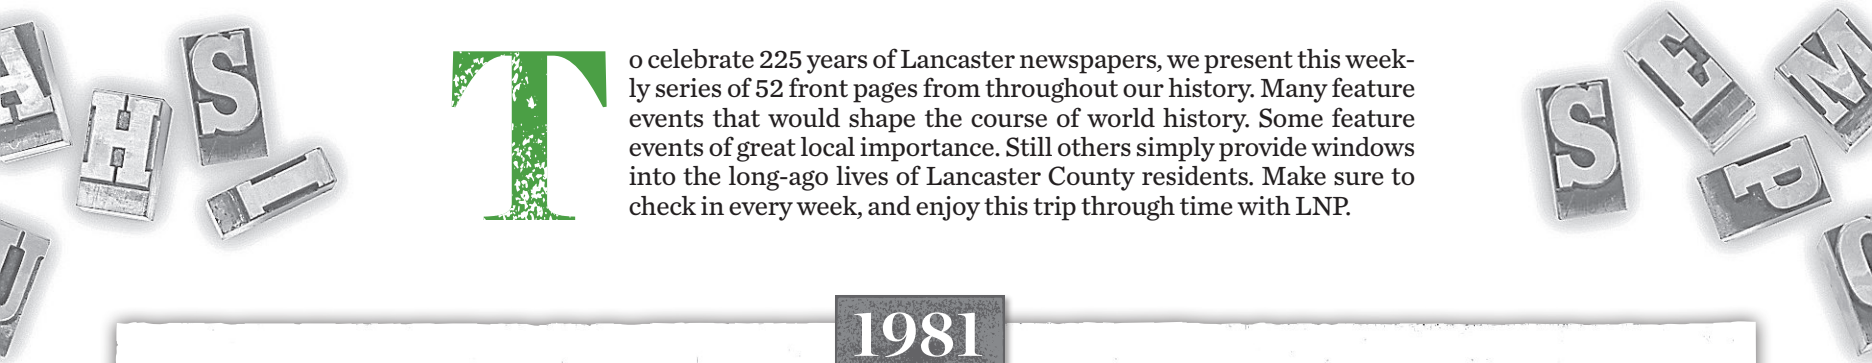 To celebrate 225 years of Lancaster newspapers, we present this week-
ly series of 52 front pages from throughout our history. Many feature
events that would shape the course of world history. Some feature
events of great local importance. Still others simply provide windows
into the long-ago lives of Lancaster County residents. Make sure to
check in every week, and enjoy this trip through time with LNP.
1981
A
H
S
I
U
S
E
M
P